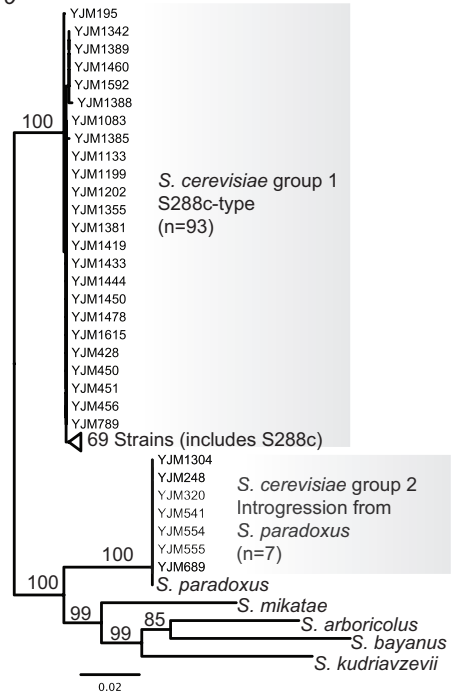 YJM195
YJM1342
YJM1389
YJM1460
YJM1592
YJM1388
100
YJM1083
YJM1385
YJM1133
YJM1199
YJM1202
YJM1355
YJM1381
YJM1419
YJM1433
YJM1444
YJM1450
YJM1478
YJM1615
YJM428
YJM450
YJM451
YJM456
YJM789
69 Strains (includes S288c)
S. cerevisiae group 1
S288c-type
(n=93)
YJM1304
YJM248
YJM320
YJM541
YJM554
YJM555
YJM689
S. cerevisiae group 2
Introgression from
S. paradoxus
(n=7)
100
S. paradoxus
100
S. mikatae
99
85
S. arboricolus
99
S. bayanus
S. kudriavzevii
0.02